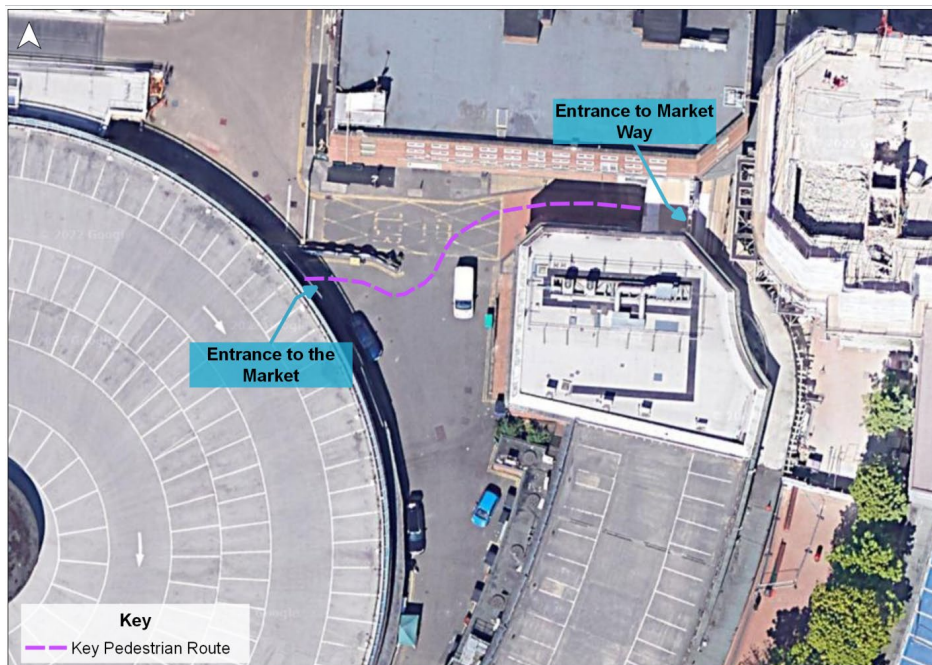 Entrance to Market
Way
Entrance to the
Market
Key
Key Pedestrian Route